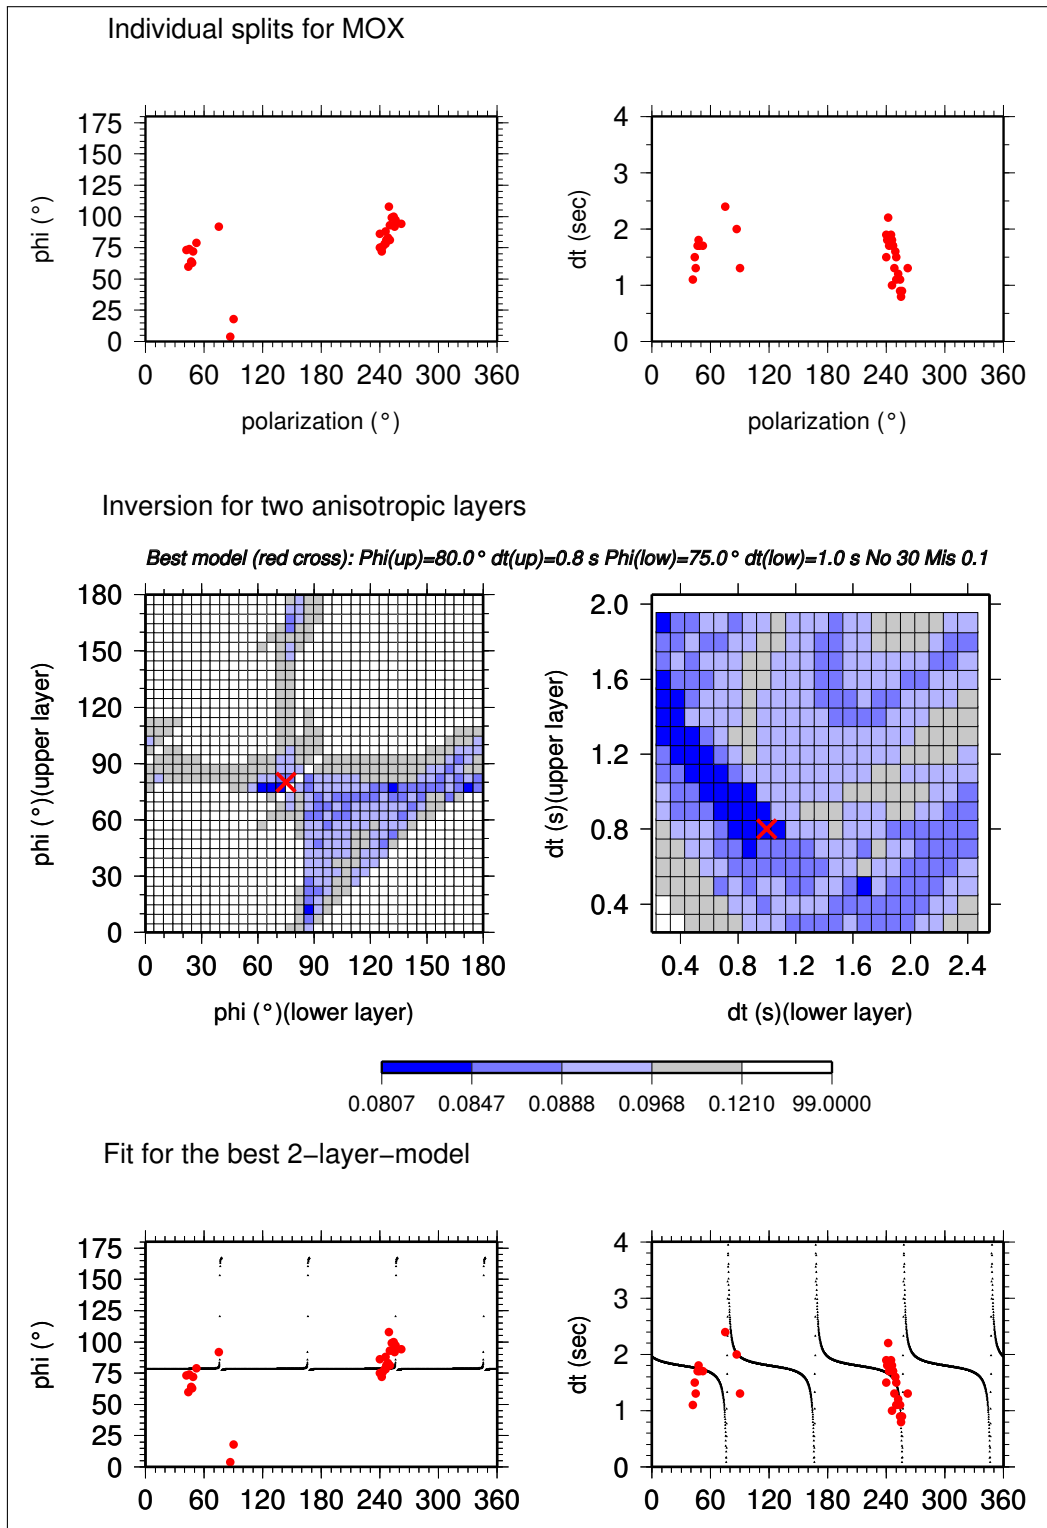 Individual splits for MOX
175
150
125
100
75
50
25
0
phi (°)
0 60 120 180 240 300 360
polarization (°)
4
3
2
1
0
dt (sec)
0 60 120 180 240 300 360
polarization (°)
Inversion for two anisotropic layers
Best model (red cross): Phi(up)=80.0° dt(up)=0.8 s Phi(low)=75.0° dt(low)=1.0 s No 30 Mis 0.1
180
150
120
90
60
30
0
phi (°)(upper layer)
0 30 60 90 120 150 180
phi (°)(lower layer)
2.0
1.6
1.2
0.8
0.4
dt (s)(upper layer)
0.4 0.8 1.2 1.6 2.0 2.4
dt (s)(lower layer)
0.0807 0.0847 0.0888 0.0968 0.1210 99.0000
Fit for the best 2−layer−model
175
150
125
100
75
50
25
0
phi (°)
0 60 120 180 240 300 360
4
3
2
1
0
dt (sec)
0 60 120 180 240 300 360